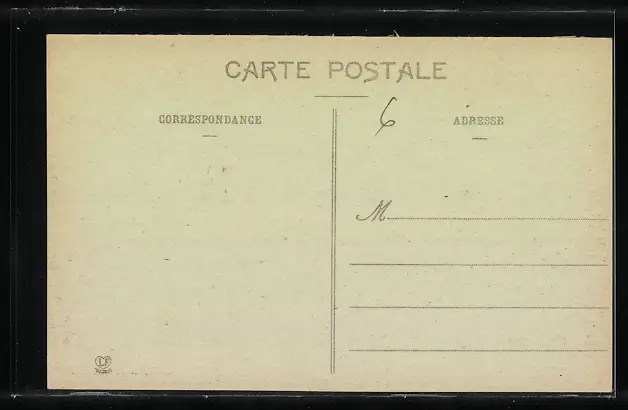 CARTE POSTALE
CORRESPONDANCE
6
ADRESSE
M